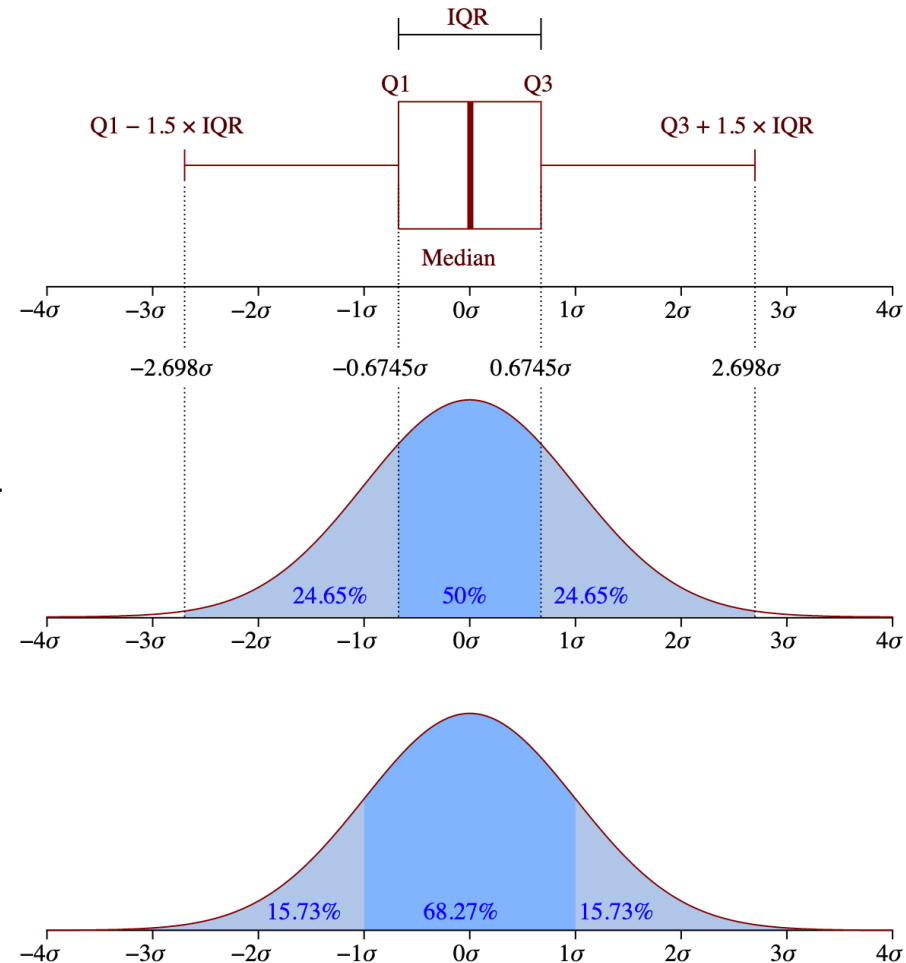 IQR
Q1 Q3
Q1 − 1.5 × IQR Q3 + 1.5 × IQR
Median
−4σ −3σ −2σ −1σ 0σ 1σ 2σ 3σ 4σ
−2.698σ −0.6745σ 0.6745σ 2.698σ
24.65% 50% 24.65%
−4σ −3σ −2σ −1σ 0σ 1σ 2σ 3σ 4σ
15.73% 68.27% 15.73%
−4σ −3σ −2σ −1σ 0σ 1σ 2σ 3σ 4σ